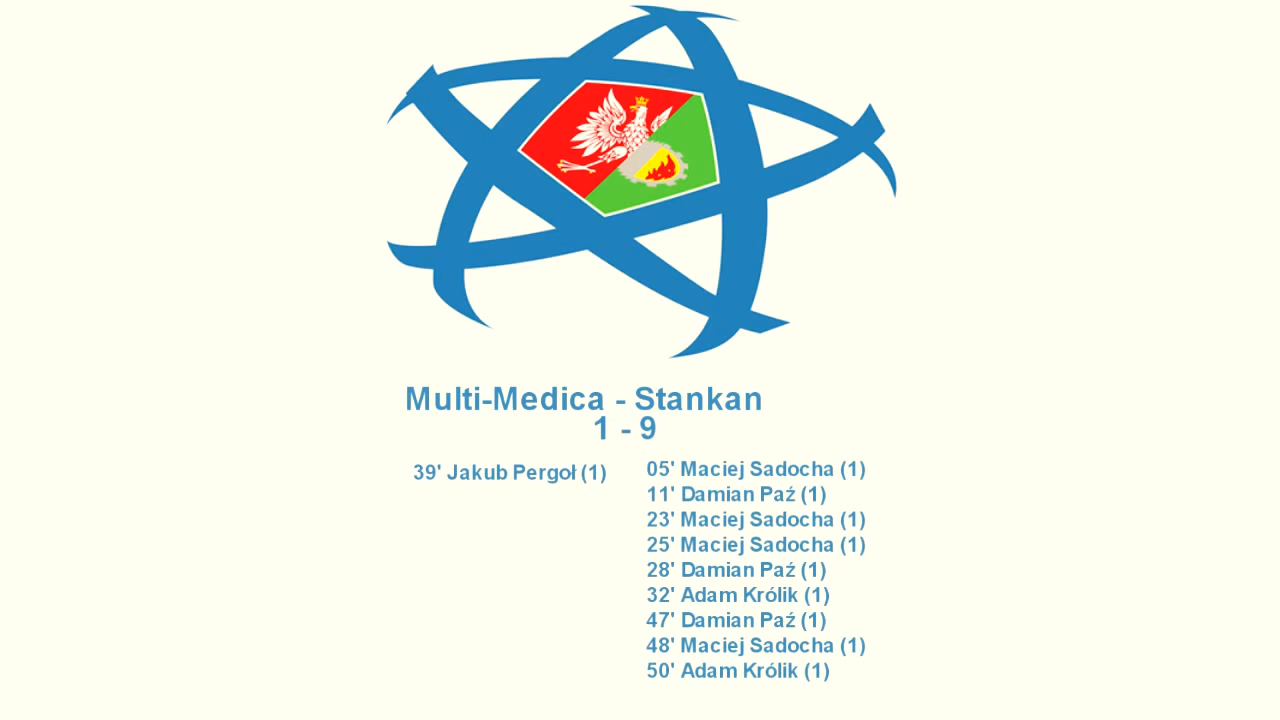 Multi-Medica - Stankan
1 - 9
39' Jakub Pergoł (1)
05' Maciej Sadocha (1)
11' Damian Paź (1)
23' Maciej Sadocha (1)
25' Maciej Sadocha (1)
28' Damian Paź (1)
32' Adam Królik (1)
47' Damian Paź (1)
48' Maciej Sadocha (1)
50' Adam Królik (1)